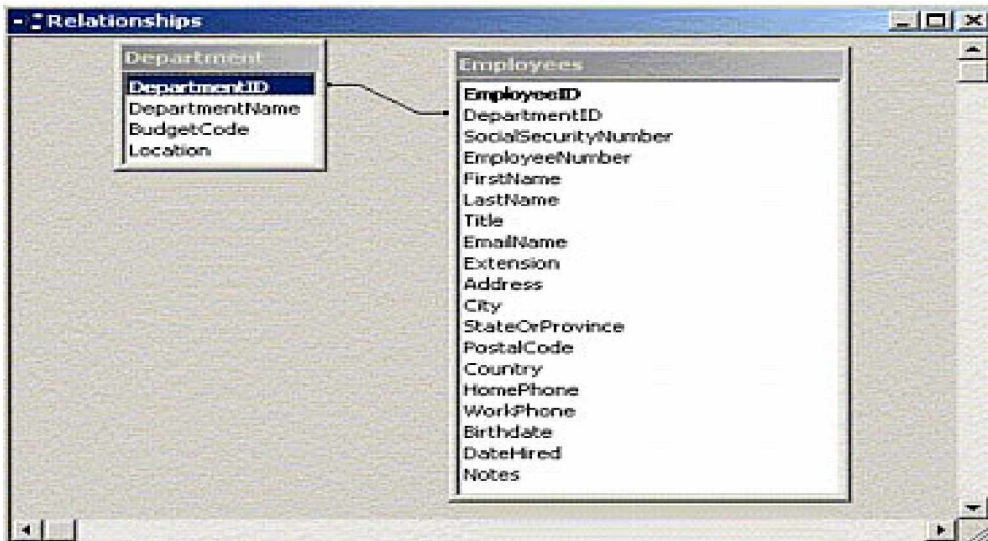 Relationships
Department
DepartmentID
DepartmentName
BudgetCode
Location
Employees
EmployeeID
DepartmentID
SocialSecurityNumber
EmployeeNumber
FirstName
LastName
Title
EmailName
Extension
Address
City
StateOrProvince
PostalCode
Country
HomePhone
WorkPhone
Birthdate
DateHired
Notes